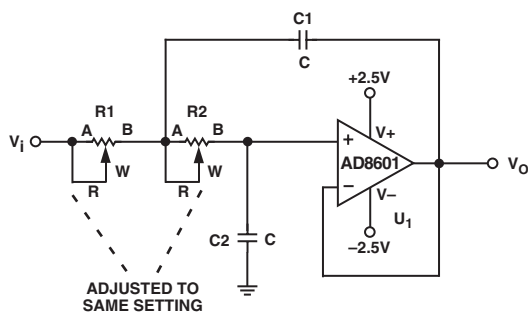 C1
C
+2.5V
R1
R2
V+
Vi
A
B
A
B
+
AD8601
VO
W
W
−
V−
R
R
U1
C2
C
−2.5V
ADJUSTED TO
SAME SETTING